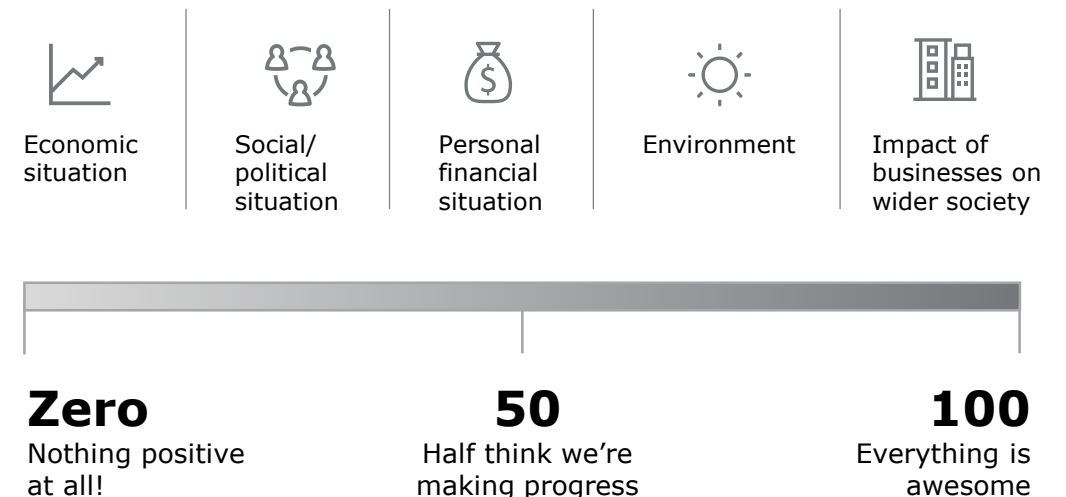 $
Economic
situation
Social/
political
situation
Personal
financial
situation
Environment
Impact of
businesses on
wider society
Zero
Nothing positive
at all!
50
Half think we’re
making progress
100
Everything is
awesome